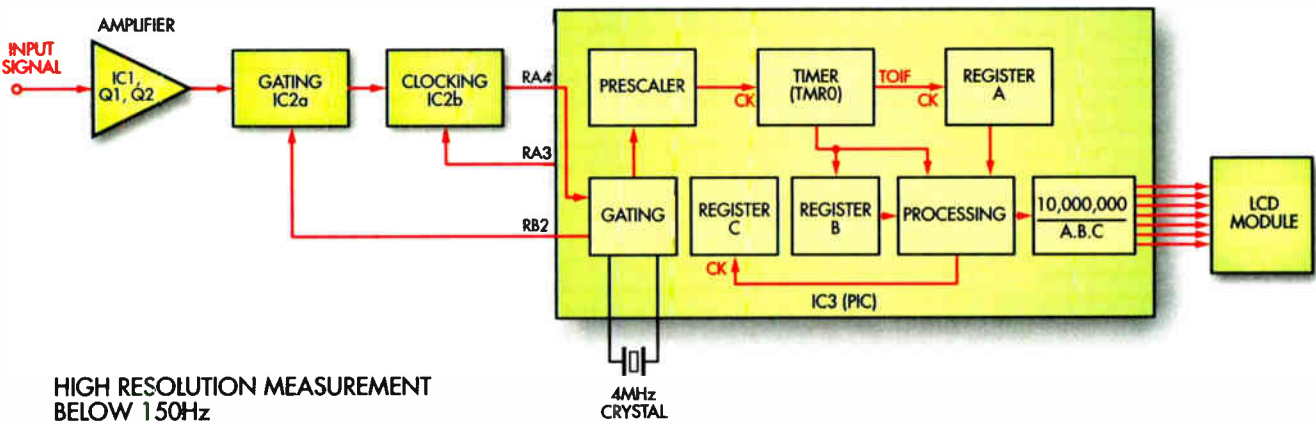 AMPLIFIER
INPUT
SIGNAL
IC1,
Q1, Q2
GATING
IC2a
CLOCKING
IC2b
RA4
RA3
RB2
PRESCALER
CK
TIMER
(TMR0)
TOIF
CK
REGISTER
A
GATING
REGISTER
C
CK
REGISTER
B
PROCESSING
10,000,000
A.B.C
LCD
MODULE
IC3 (PIC)
4MHz
CRYSTAL
HIGH RESOLUTION MEASUREMENT
BELOW 150Hz